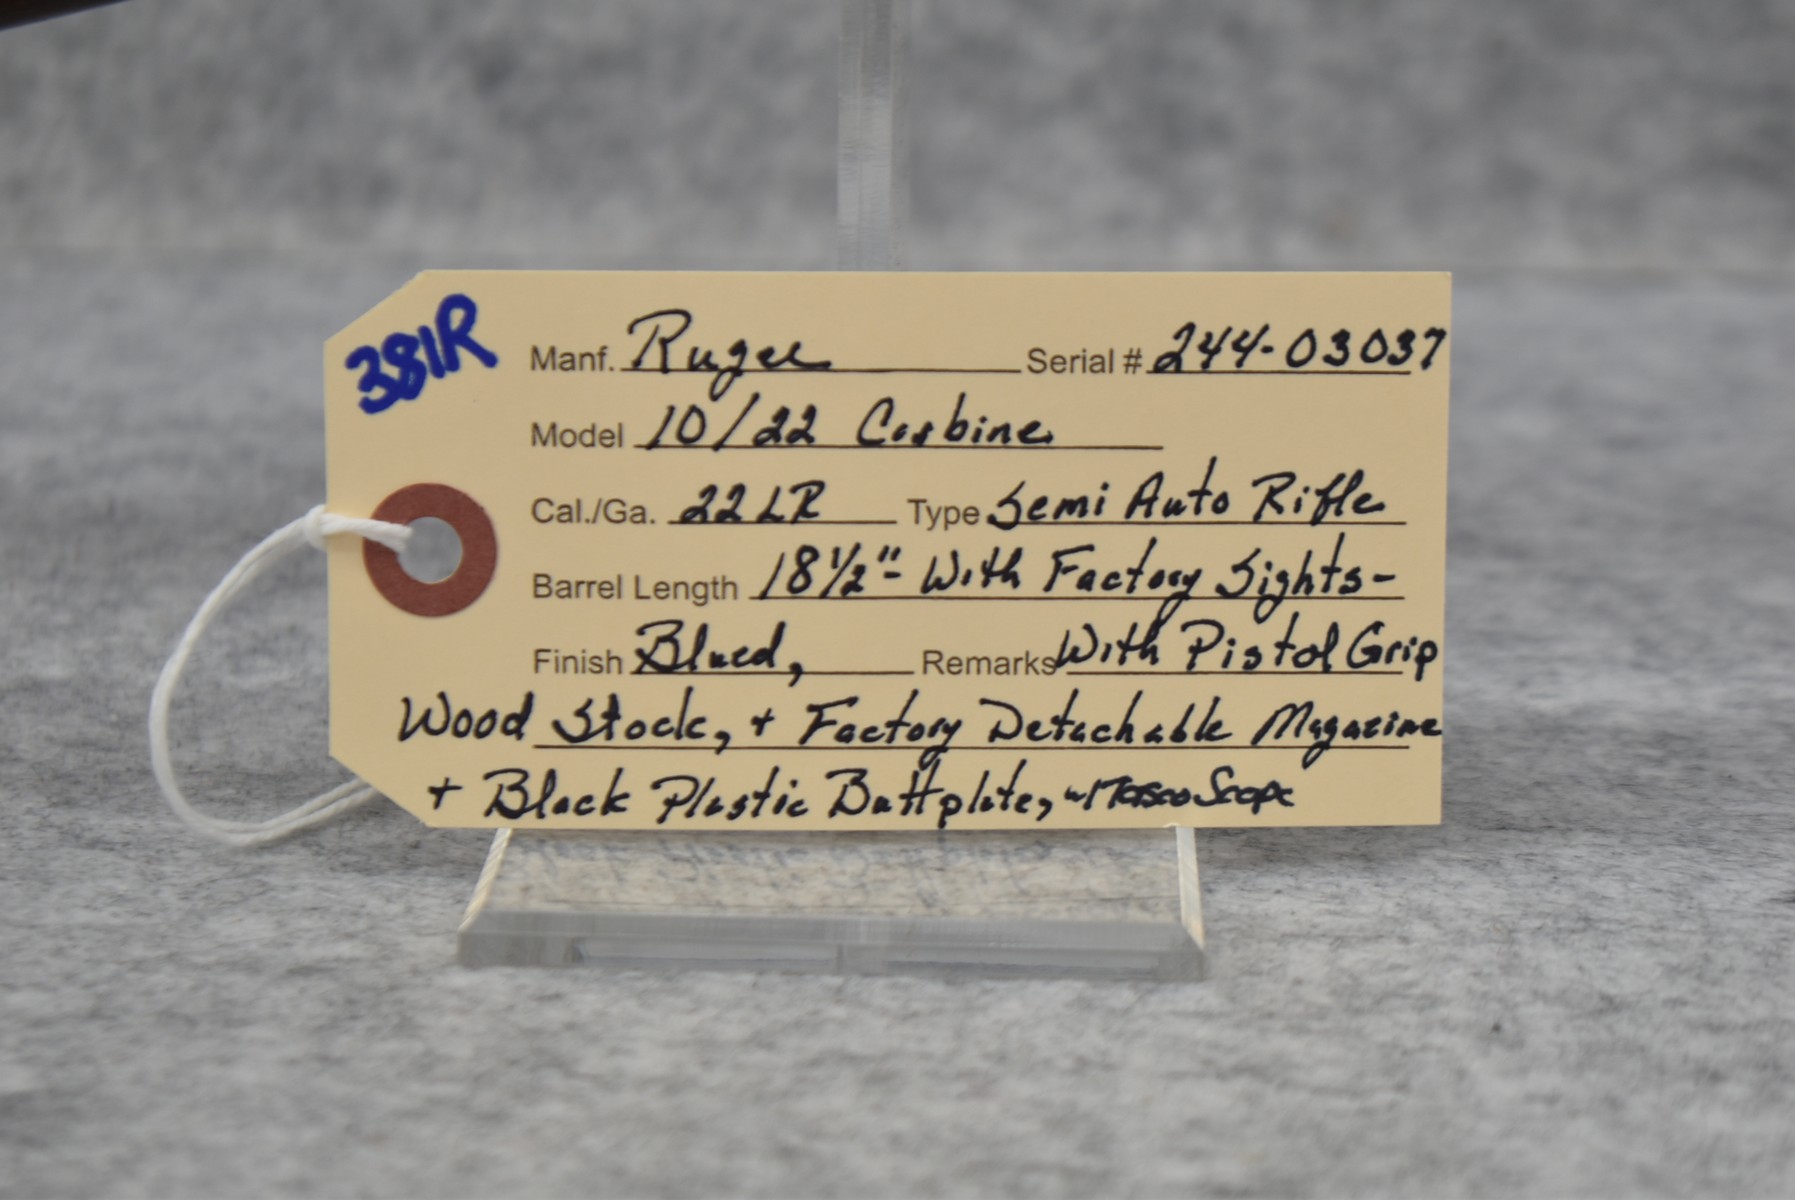 381R
Manf. Ruger Serial # 244-03037
Model 10/22 Carbine
Cal./Ga. 22LR Type Semi Auto Rifle
Barrel Length 18½"- With Factory Sights-
Finish Blued, Remarks With Pistol Grip
Wood Stock, + Factory Detachable Magazine
+ Black Plastic Buttplate, w/ Tasco Scope